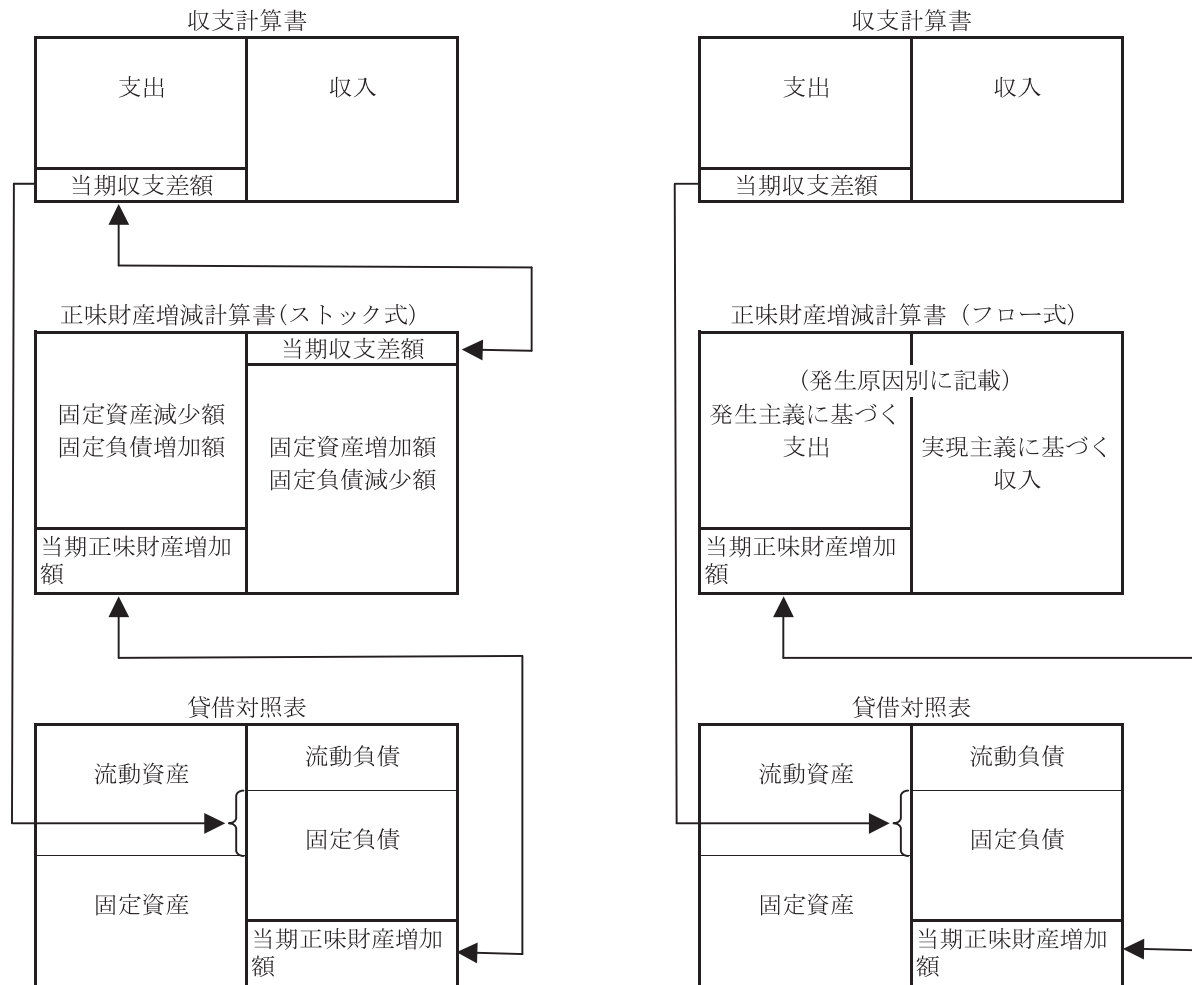 収支計算書
支出
収入
当期収支差額
正味財産増減計算書(ストック式)
当期収支差額
固定資産減少額
固定負債増加額
固定資産増加額
固定負債減少額
当期正味財産増加
額
貸借対照表
流動資産
流動負債
固定負債
固定資産
当期正味財産増加
額
収支計算書
支出
収入
当期収支差額
正味財産増減計算書（フロー式）
（発生原因別に記載）
発生主義に基づく
支出
実現主義に基づく
収入
当期正味財産増加
額
貸借対照表
流動資産
流動負債
固定負債
固定資産
当期正味財産増加
額